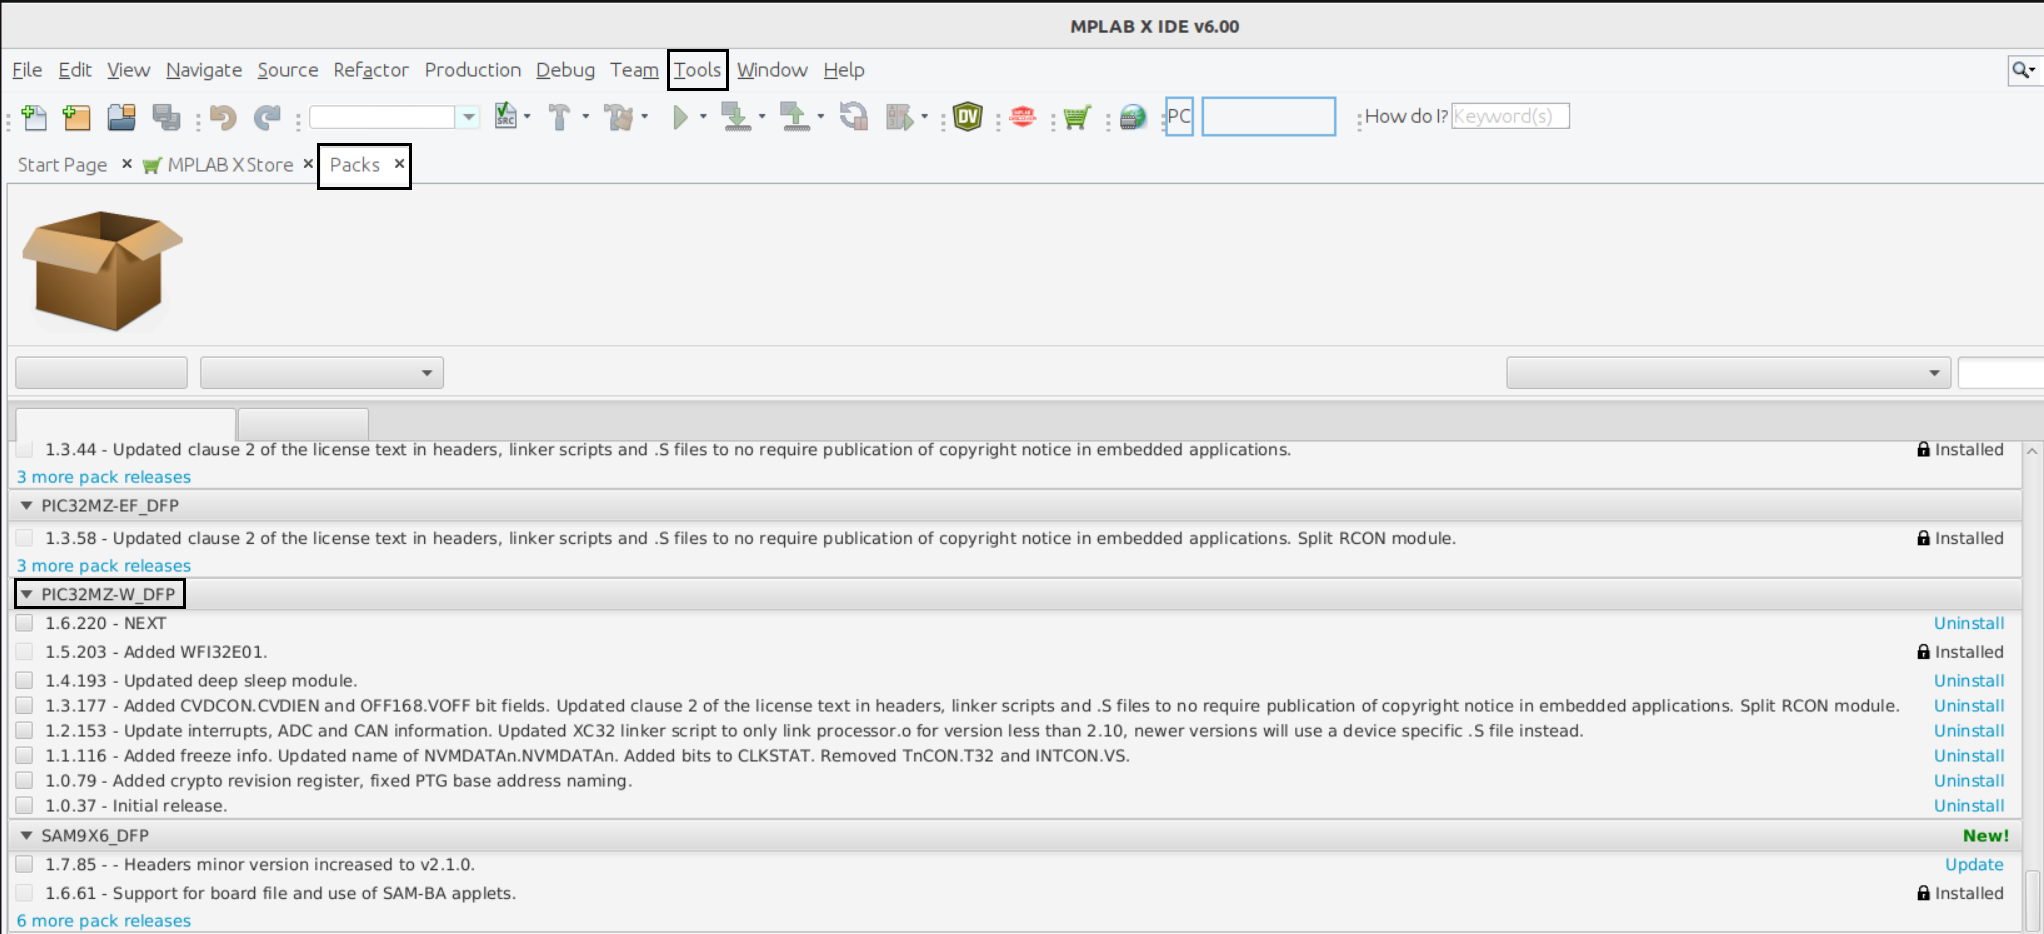 MPLAB X IDE v6.00
File Edit View Navigate Source Refactor Production Debug Team Tools Window Help
SRC DV PC How do I? Keyword(s)
Start Page MPLAB X Store Packs
1.3.44 - Updated clause 2 of the license text in headers, linker scripts and .S files to no require publication of copyright notice in embedded applications. Installed
3 more pack releases
PIC32MZ-EF_DFP
1.3.58 - Updated clause 2 of the license text in headers, linker scripts and .S files to no require publication of copyright notice in embedded applications. Split RCON module. Installed
3 more pack releases
PIC32MZ-W_DFP
1.6.220 - NEXT Uninstall
1.5.203 - Added WFI32E01. Installed
1.4.193 - Updated deep sleep module. Uninstall
1.3.177 - Added CVDCON.CVDIEN and OFF168.VOFF bit fields. Updated clause 2 of the license text in headers, linker scripts and .S files to no require publication of copyright notice in embedded applications. Split RCON module. Uninstall
1.2.153 - Update interrupts, ADC and CAN information. Updated XC32 linker script to only link processor.o for version less than 2.10, newer versions will use a device specific .S file instead. Uninstall
1.1.116 - Added freeze info. Updated name of NVMDATAn.NVMDATAn. Added bits to CLKSTAT. Removed TnCON.T32 and INTCON.VS. Uninstall
1.0.79 - Added crypto revision register, fixed PTG base address naming. Uninstall
1.0.37 - Initial release. Uninstall
SAM9X6_DFP New!
1.7.85 - - Headers minor version increased to v2.1.0. Update
1.6.61 - Support for board file and use of SAM-BA applets. Installed
6 more pack releases